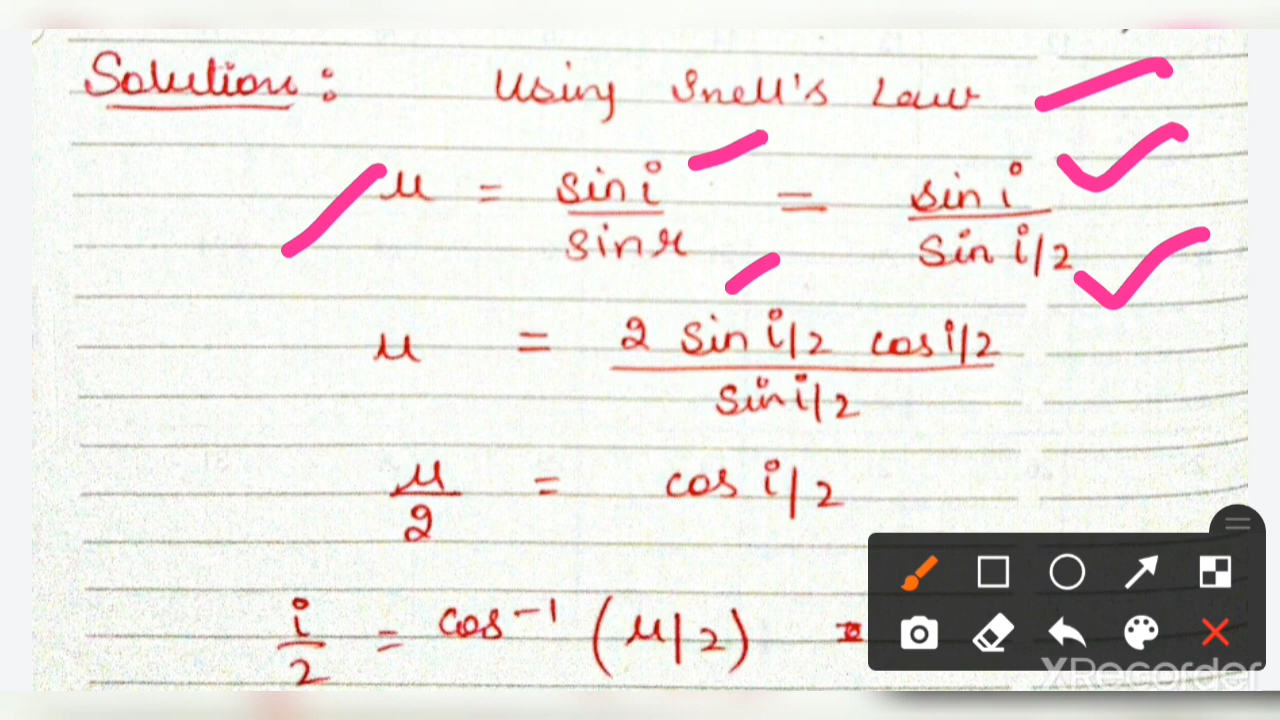 Solution : Using Snell's Law
μ = sin i / sin r = sin i / sin i/2
μ = 2 sin i/2 cos i/2 / sin i/2
μ/2 = cos i/2
i/2 = cos⁻¹ (μ/2)
XRecorder